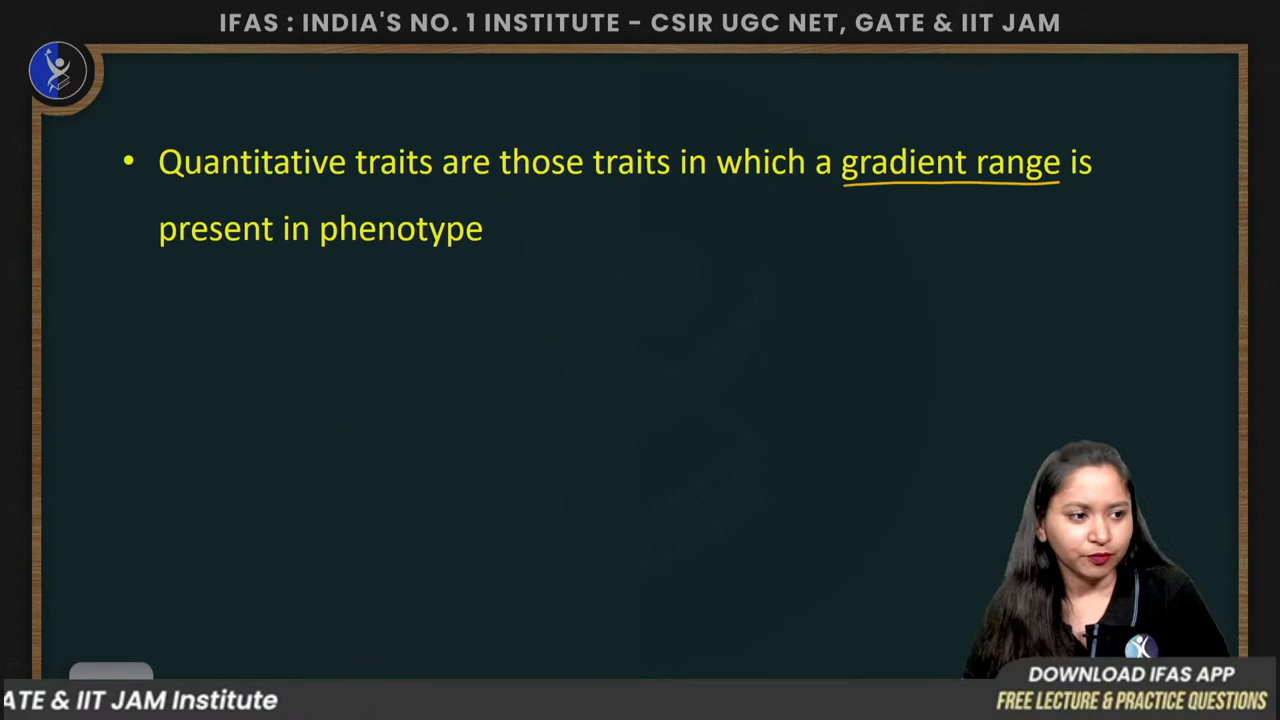 IFAS : INDIA'S NO. 1 INSTITUTE - CSIR UGC NET, GATE & IIT JAM
• Quantitative traits are those traits in which a gradient range is
present in phenotype
DOWNLOAD IFAS APP
ATE & IIT JAM Institute
FREE LECTURE & PRACTICE QUESTIONS